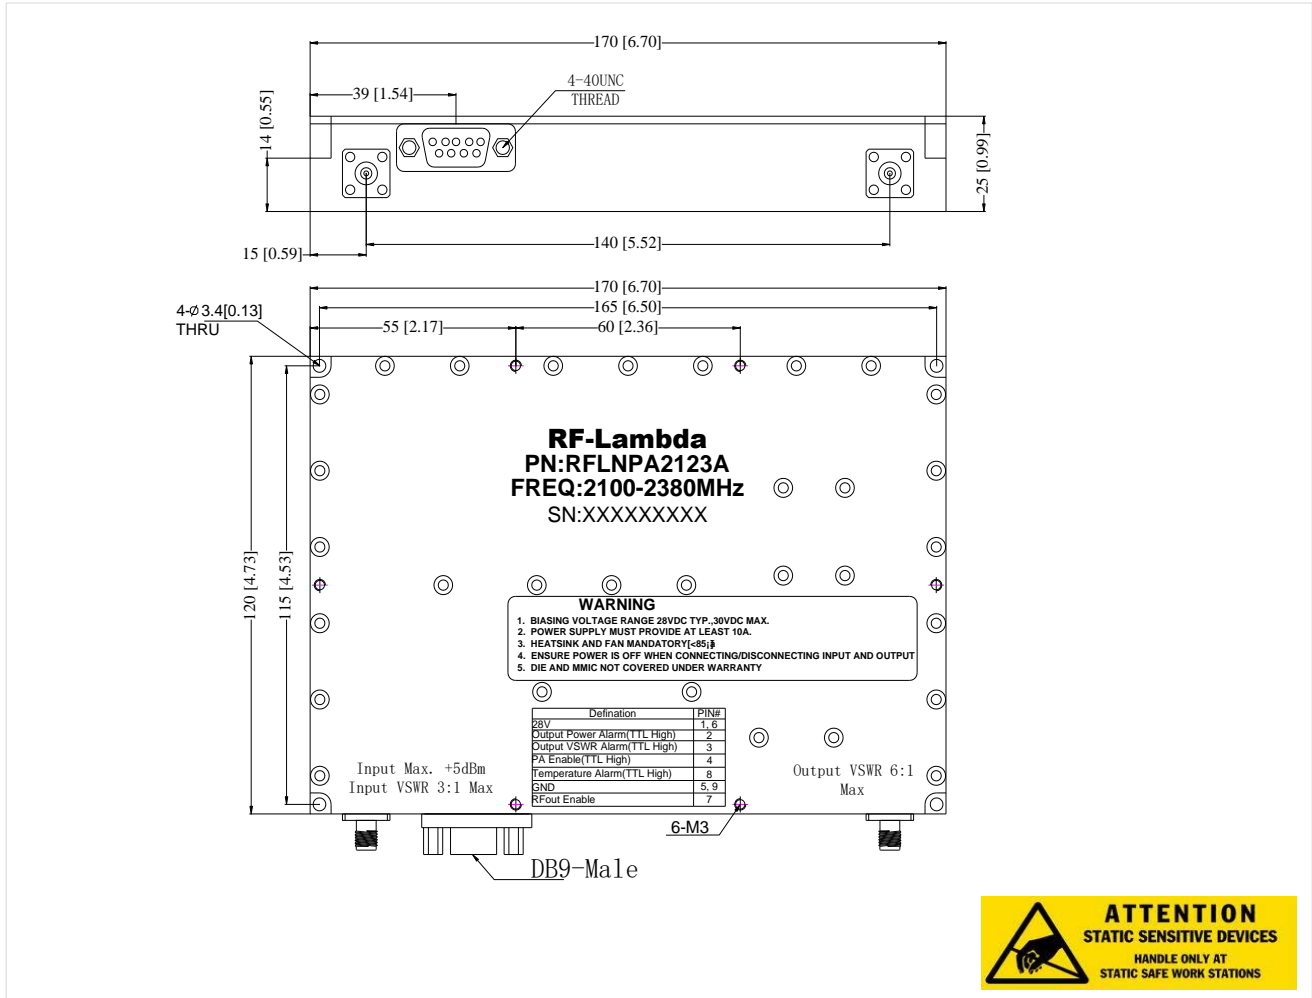 170 [6.70]
39 [1.54]
4-40UNC
THREAD
14 [0.55]
25 [0.99]
15 [0.59]
140 [5.52]
170 [6.70]
165 [6.50]
4-Ø3.4[0.13]
THRU
55 [2.17]
60 [2.36]
120 [4.73]
115 [4.53]
RF-Lambda
PN:RFLNPA2123A
FREQ:2100-2380MHz
SN:XXXXXXXXX
WARNING
1. BIASING VOLTAGE RANGE 28VDC TYP.,30VDC MAX.
2. POWER SUPPLY MUST PROVIDE AT LEAST 10A.
3. HEATSINK AND FAN MANDATORY[<85
4. ENSURE POWER IS OFF WHEN CONNECTING/DISCONNECTING INPUT AND OUTPUT
5. DIE AND MMIC NOT COVERED UNDER WARRANTY
Defination PIN#
28V 1, 6
Output Power Alarm(TTL High) 2
Output VSWR Alarm(TTL High) 3
PA Enable(TTL High) 4
Temperature Alarm(TTL High) 8
GND 5, 9
RFout Enable 7
Input Max. +5dBm
Input VSWR 3:1 Max
Output VSWR 6:1
Max
6-M3
DB9-Male
ATTENTION
STATIC SENSITIVE DEVICES
HANDLE ONLY AT
STATIC SAFE WORK STATIONS